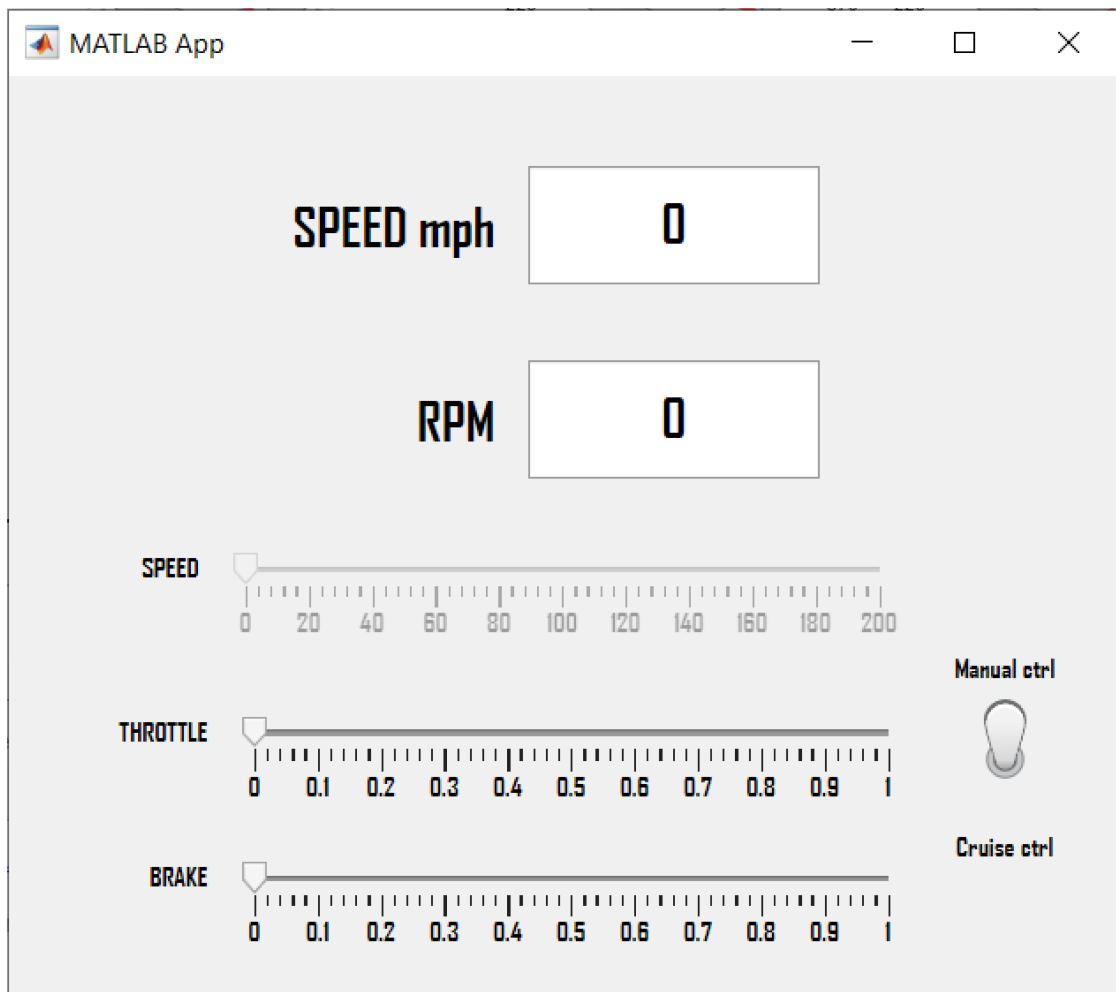 MATLAB App
SPEED mph 0
RPM 0
SPEED
0 20 40 60 80 100 120 140 160 180 200
Manual ctrl
THROTTLE
0 0.1 0.2 0.3 0.4 0.5 0.6 0.7 0.8 0.9 1
Cruise ctrl
BRAKE
0 0.1 0.2 0.3 0.4 0.5 0.6 0.7 0.8 0.9 1